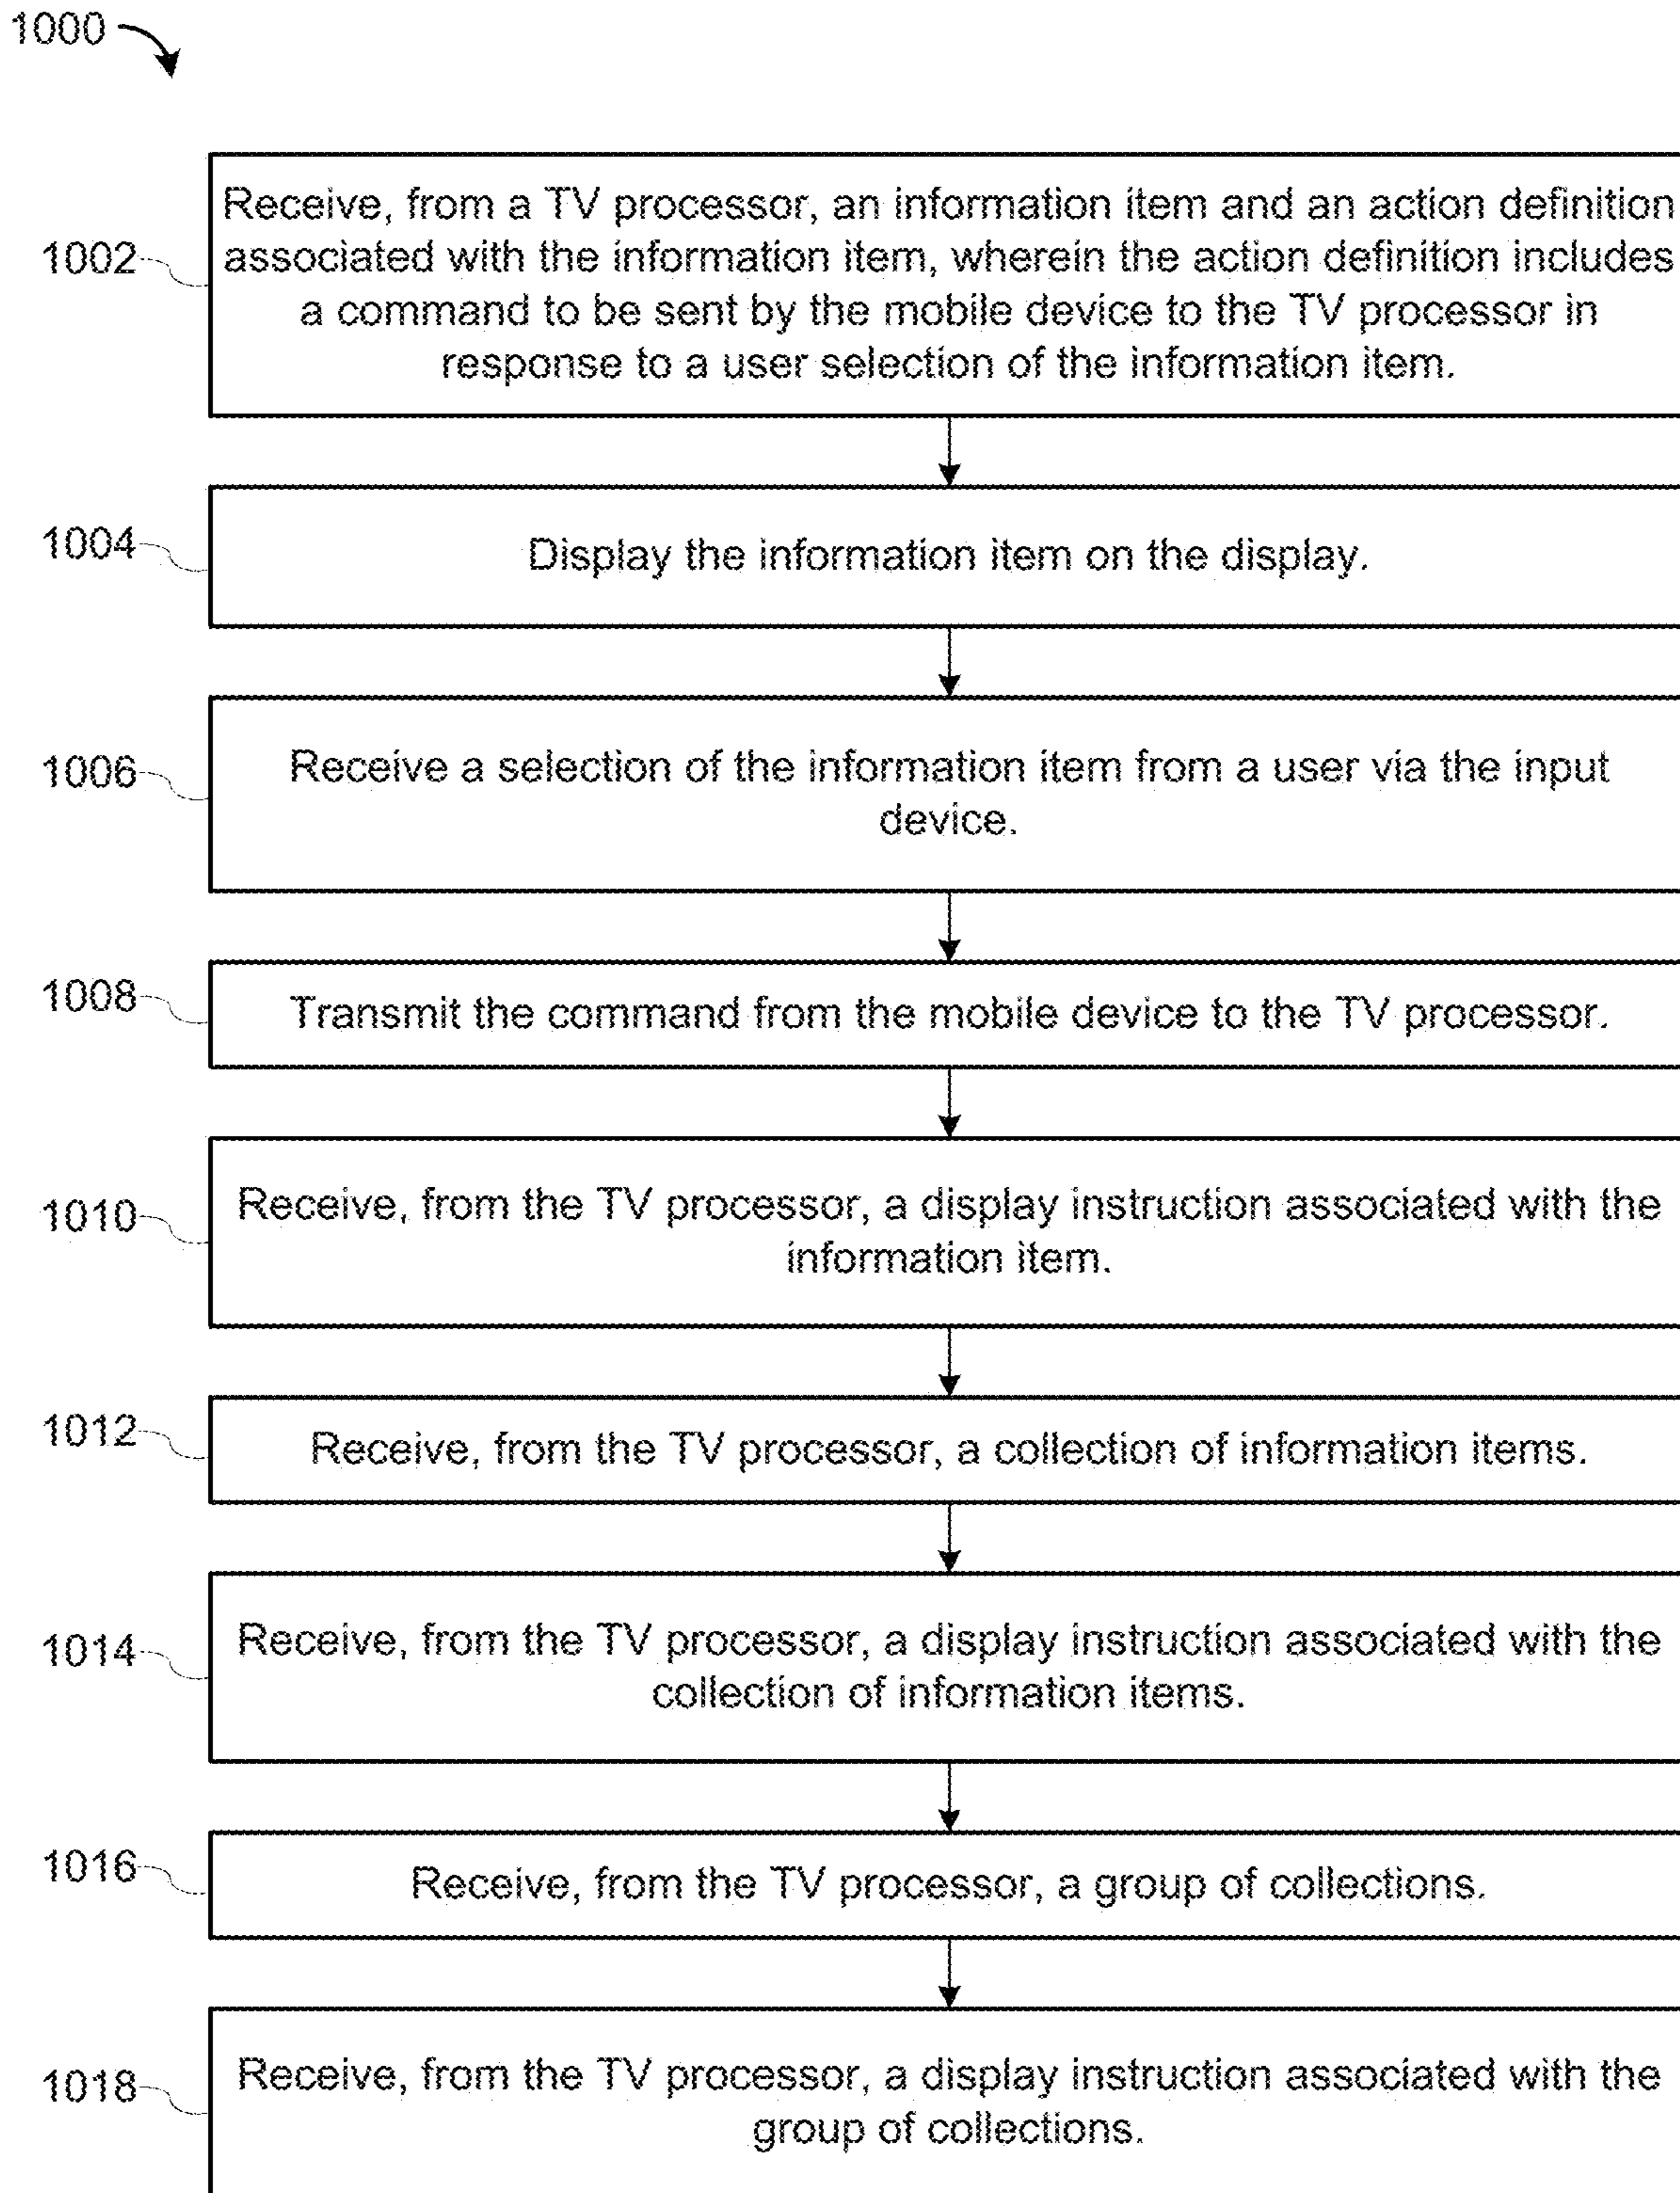 1000
1002
Receive, from a TV processor, an information item and an action definition
associated with the information item, wherein the action definition includes
a command to be sent by the mobile device to the TV processor in
response to a user selection of the information item.
1004
Display the information item on the display.
1006
Receive a selection of the information item from a user via the input
device.
1008
Transmit the command from the mobile device to the TV processor.
1010
Receive, from the TV processor, a display instruction associated with the
information item.
1012
Receive, from the TV processor, a collection of information items.
1014
Receive, from the TV processor, a display instruction associated with the
collection of information items.
1016
Receive, from the TV processor, a group of collections.
1018
Receive, from the TV processor, a display instruction associated with the
group of collections.